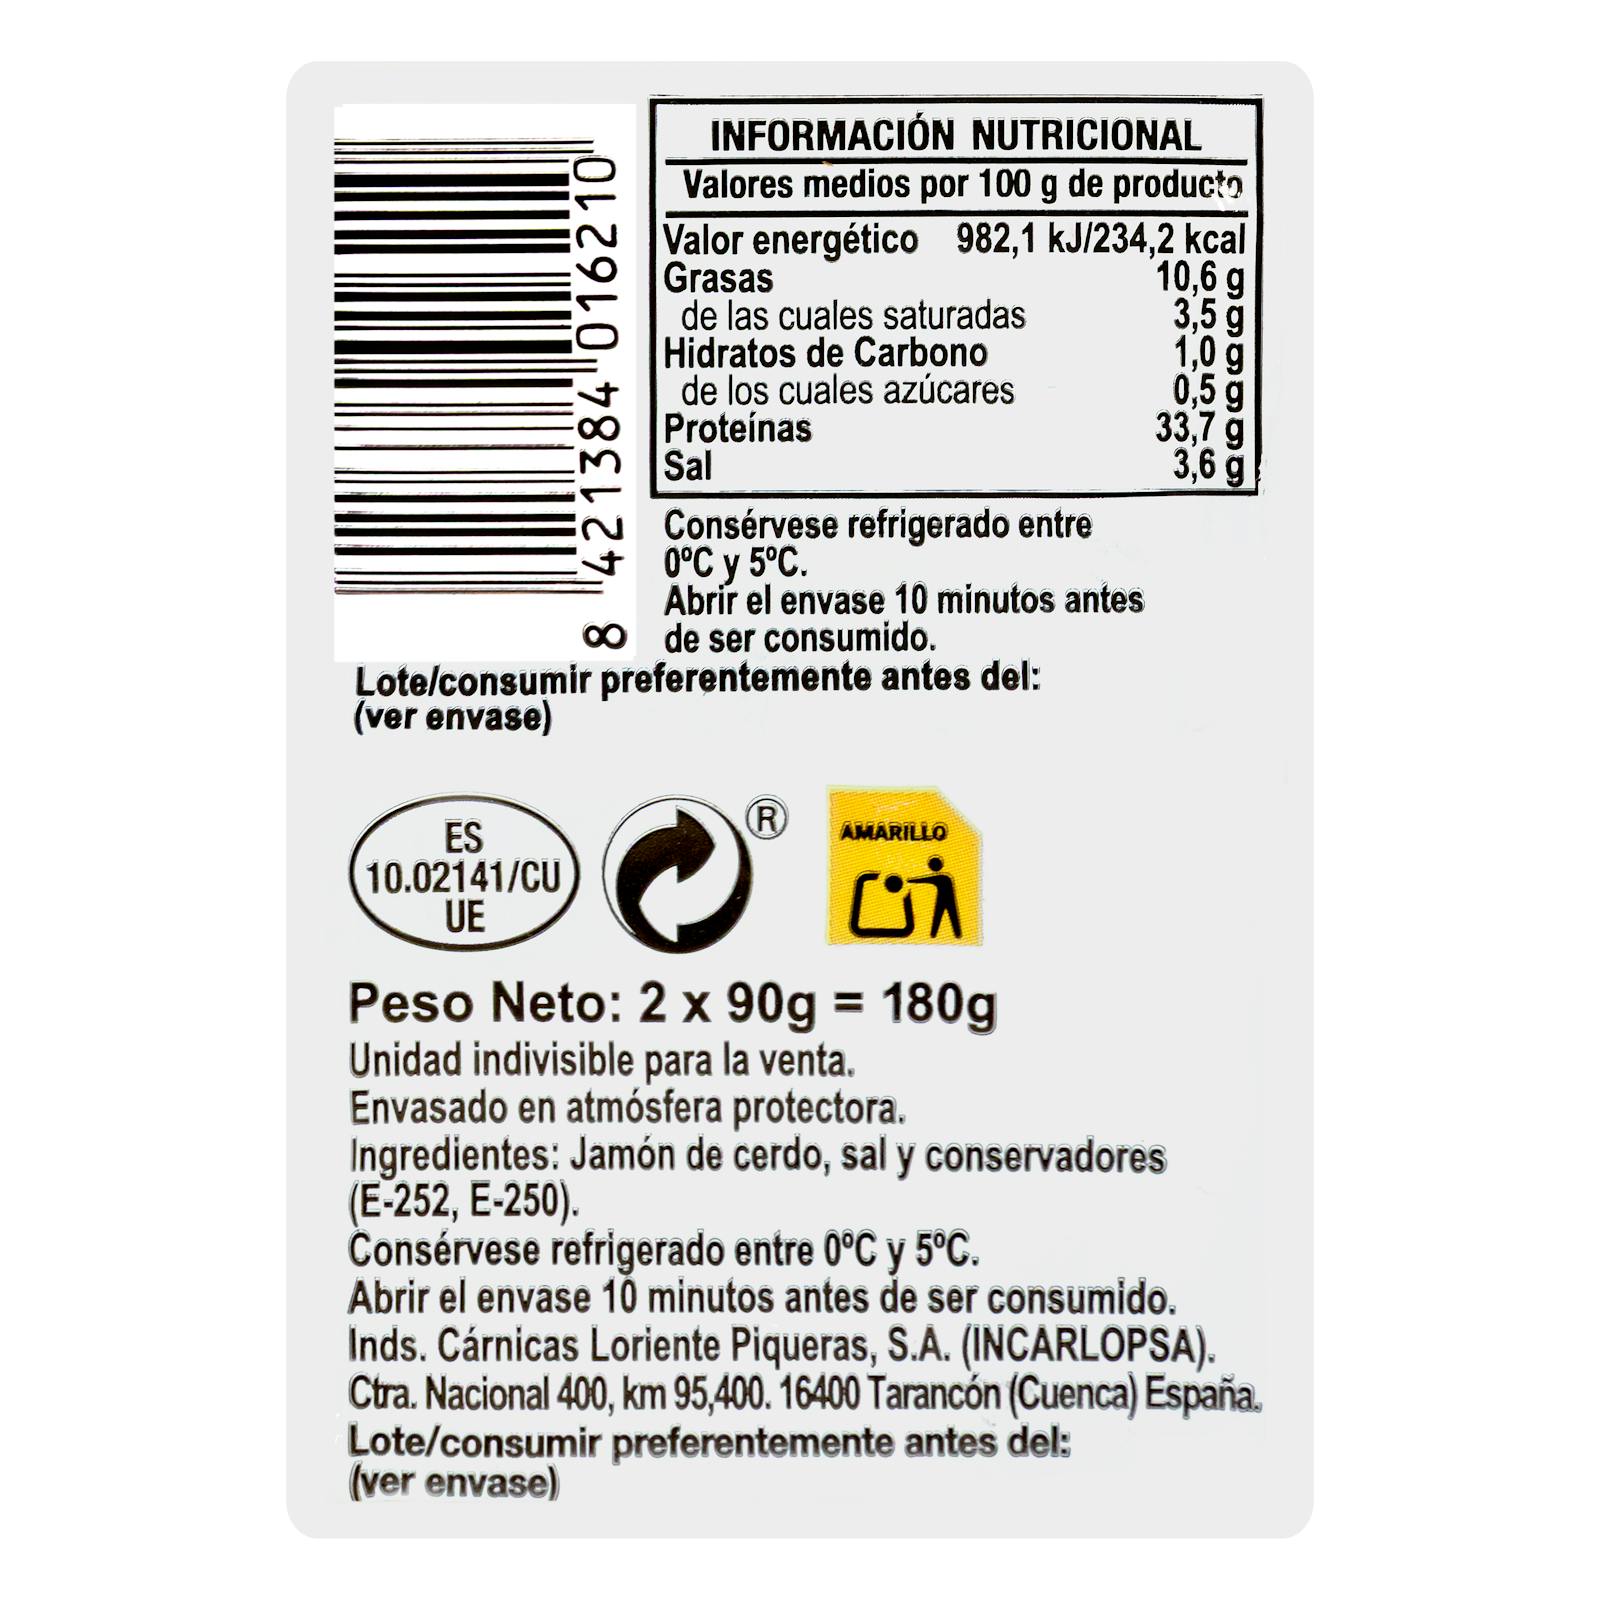 8 421384 016210
INFORMACIÓN NUTRICIONAL
Valores medios por 100 g de producto
Valor energético 982,1 kJ/234,2 kcal
Grasas 10,6 g
de las cuales saturadas 3,5 g
Hidratos de Carbono 1,0 g
de los cuales azúcares 0,5 g
Proteínas 33,7 g
Sal 3,6 g
Consérvese refrigerado entre
0ºC y 5ºC.
Abrir el envase 10 minutos antes
de ser consumido.
Lote/consumir preferentemente antes del:
(ver envase)
ES
10.02141/CU
UE
®
AMARILLO
Peso Neto: 2 x 90g = 180g
Unidad indivisible para la venta.
Envasado en atmósfera protectora.
Ingredientes: Jamón de cerdo, sal y conservadores
(E-252, E-250).
Consérvese refrigerado entre 0ºC y 5ºC.
Abrir el envase 10 minutos antes de ser consumido.
Inds. Cárnicas Loriente Piqueras, S.A. (INCARLOPSA).
Ctra. Nacional 400, km 95,400. 16400 Tarancón (Cuenca) España.
Lote/consumir preferentemente antes del:
(ver envase)